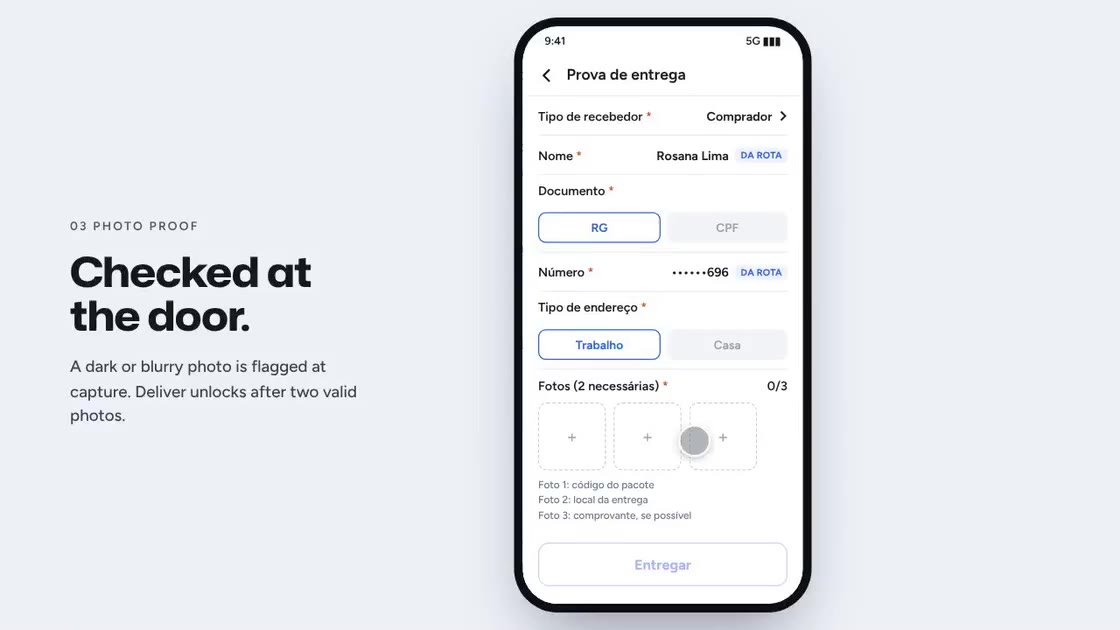 03 PHOTO PROOF
Checked at
the door.
A dark or blurry photo is flagged at
capture. Deliver unlocks after two valid
photos.
9:41 5G
Prova de entrega
Tipo de recebedor * Comprador
Nome * Rosana Lima DA ROTA
Documento *
RG CPF
Número * ••••••696 DA ROTA
Tipo de endereço *
Trabalho Casa
Fotos (2 necessárias) * 0/3
+ + +
Foto 1: código do pacote
Foto 2: local da entrega
Foto 3: comprovante, se possível
Entregar